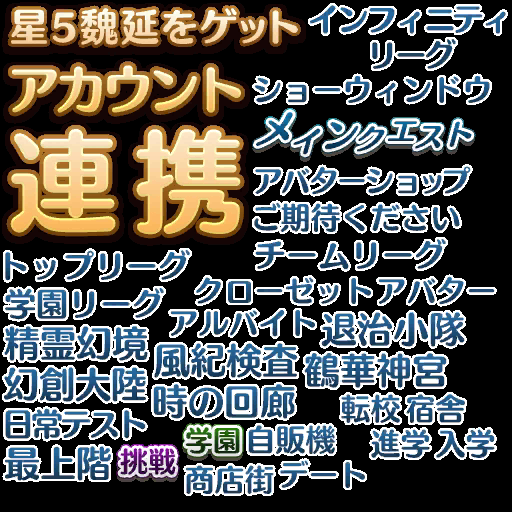 星5魏延をゲット
インフィニティ
リーグ
アカウント
ショーウィンドウ
連携
メインクエスト
アバターショップ
ご期待ください
チームリーグ
トップリーグ
クローゼットアバター
学園リーグ
アルバイト
退治小隊
精霊幻境
風紀検査
鶴華神宮
幻創大陸
時の回廊
転校 宿舎
日常テスト
学園 自販機
進学 入学
最上階 挑戦
商店街 デート